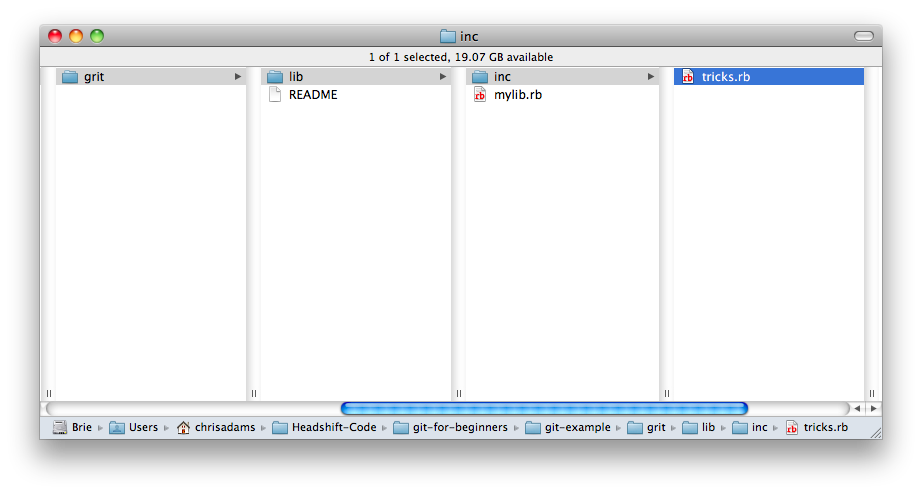 inc
1 of 1 selected, 19.07 GB available
grit
lib
README
inc
mylib.rb
tricks.rb
Brie Users chrisadams Headshift-Code git-for-beginners git-example grit lib inc tricks.rb